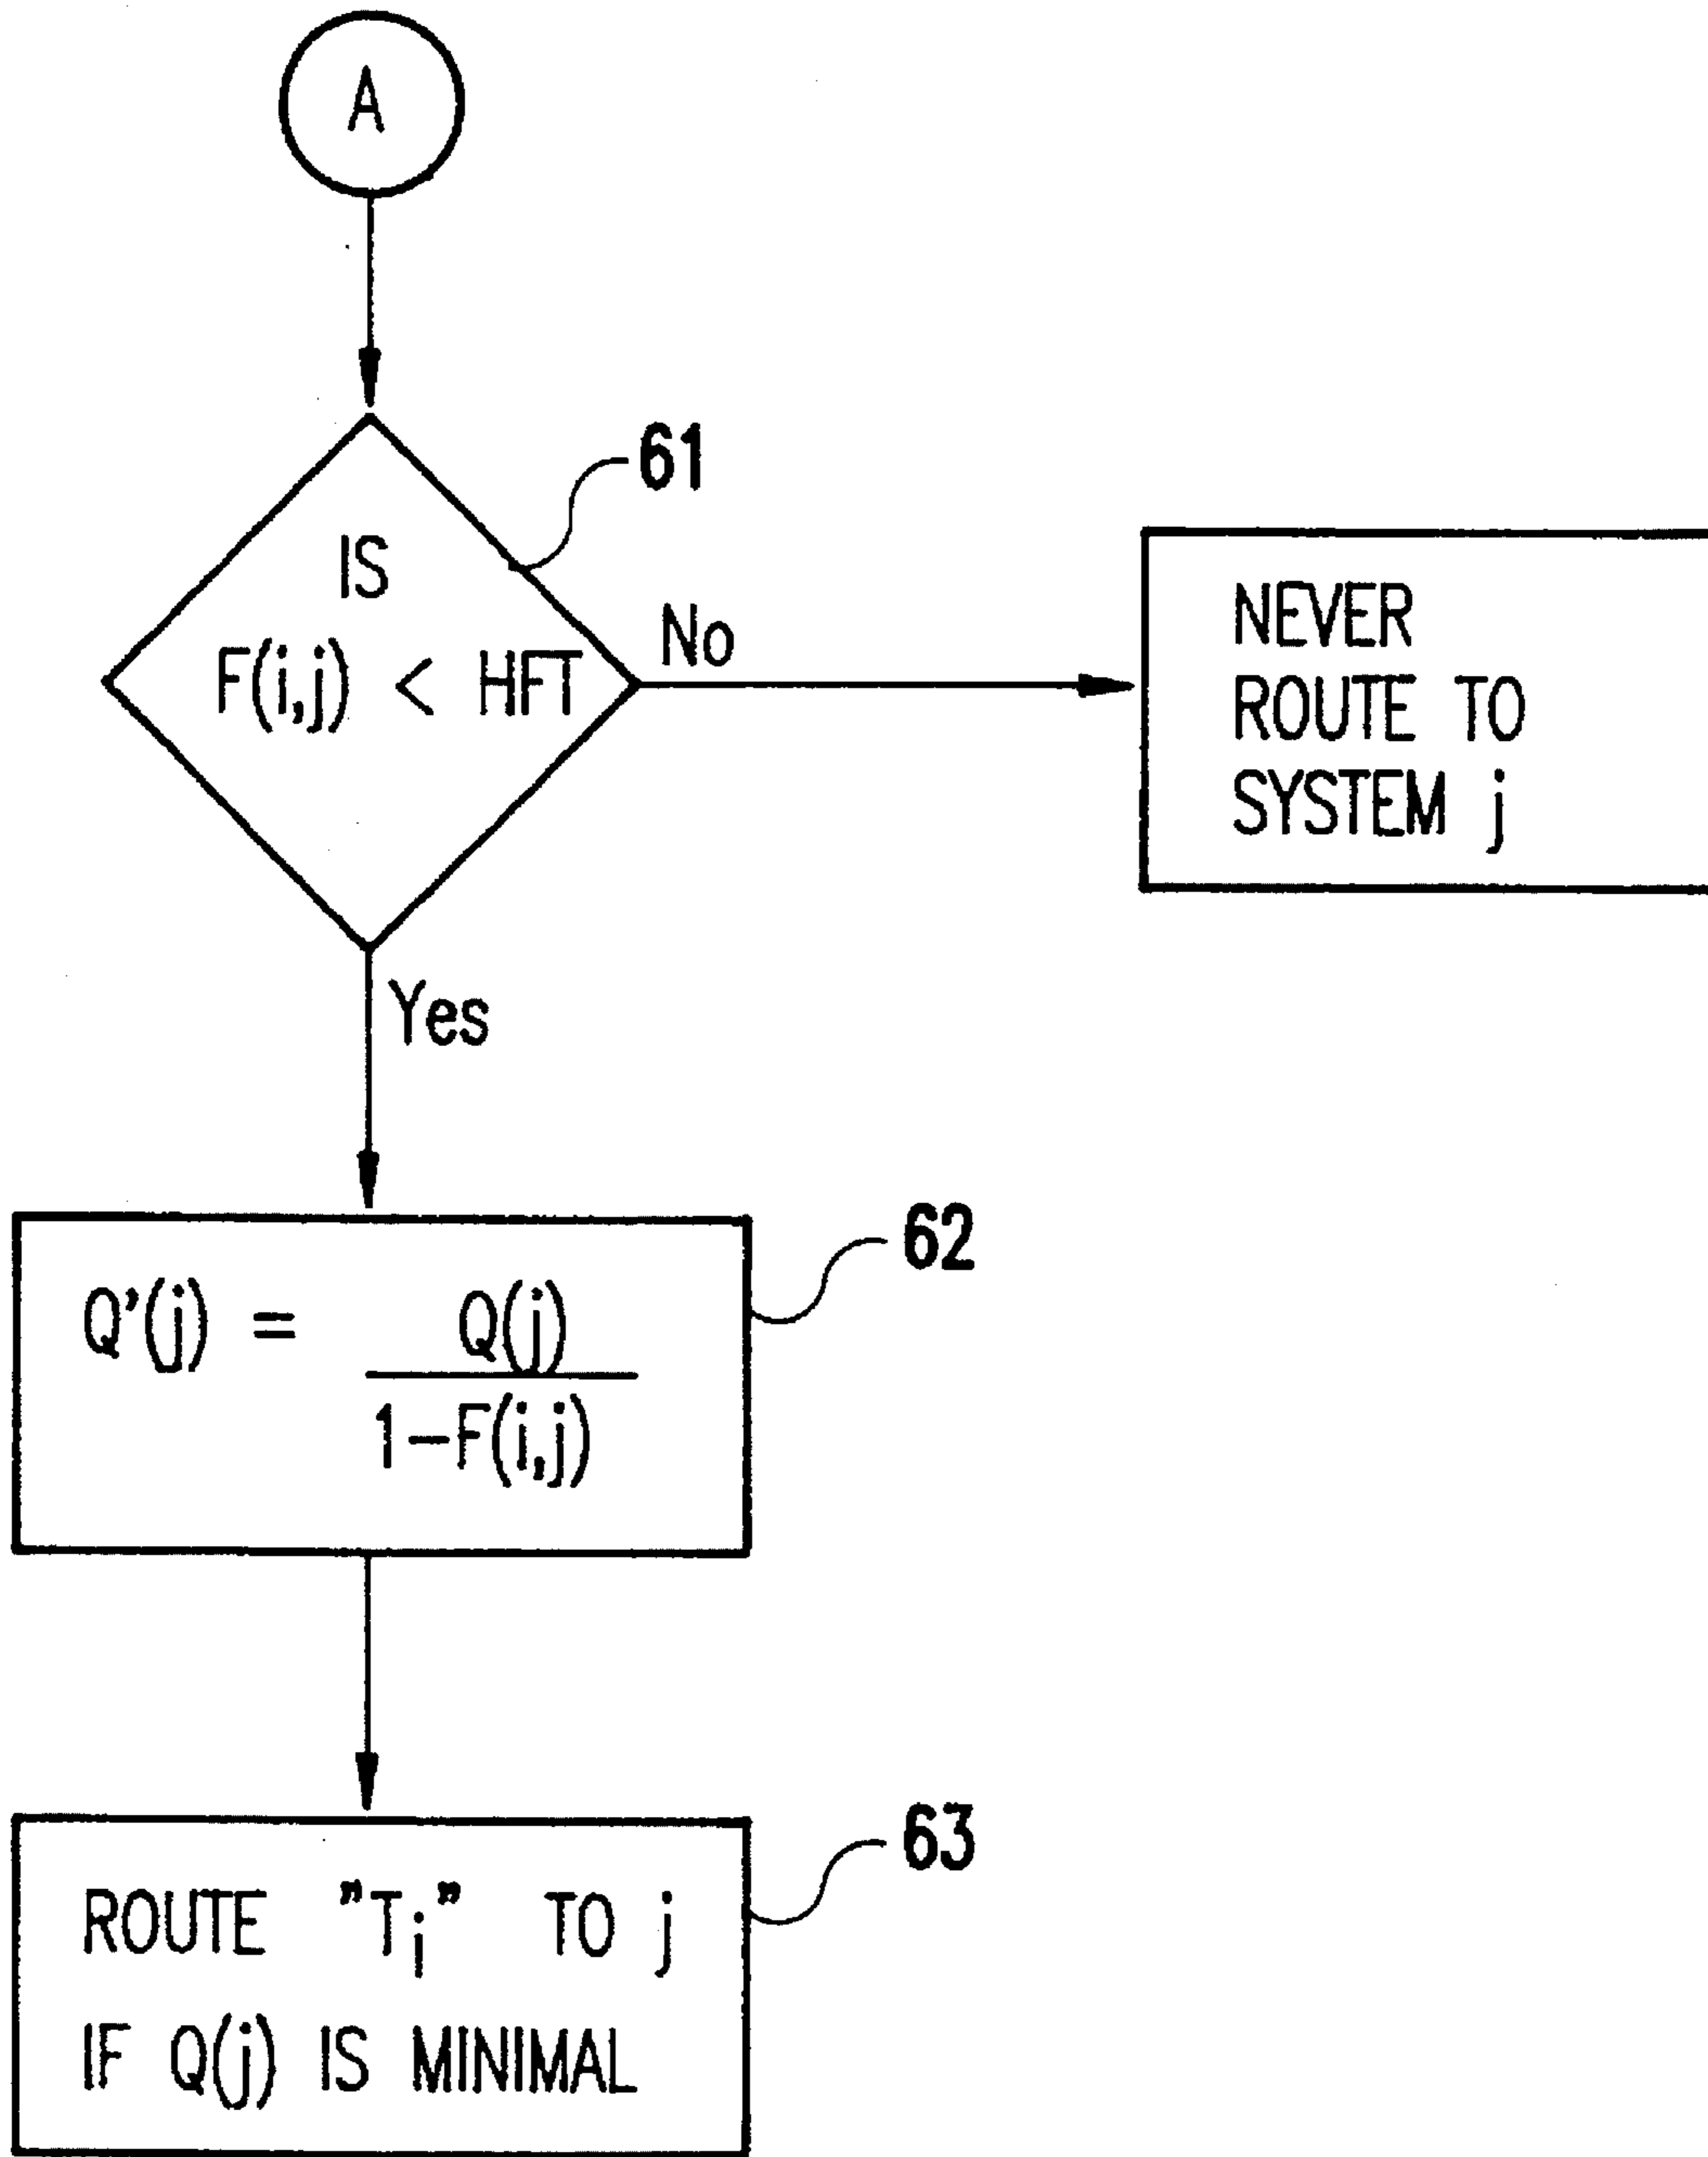 A
61
IS
F(i,j) < HFT
No
NEVER
ROUTE TO
SYSTEM j
Yes
62
Q'(j) = Q(j)
1-F(i,j)
63
ROUTE "Ti" TO j
IF Q(j) IS MINIMAL